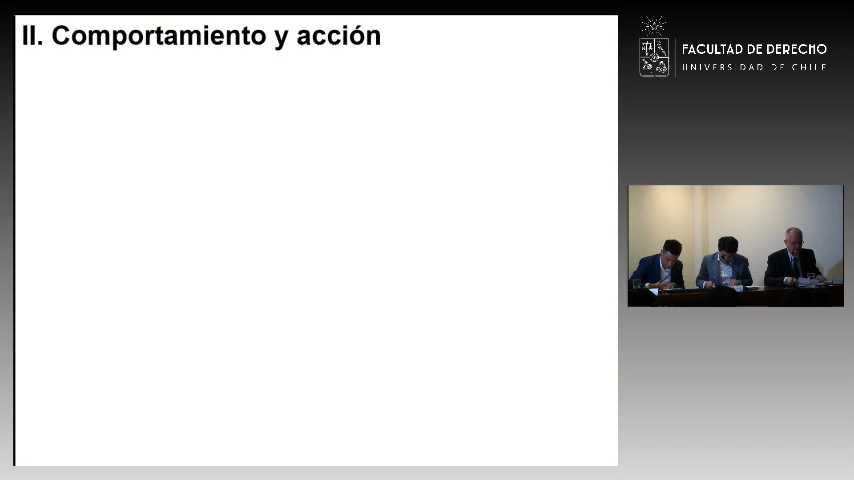 II. Comportamiento y acción
FACULTAD DE DERECHO
UNIVERSIDAD DE CHILE